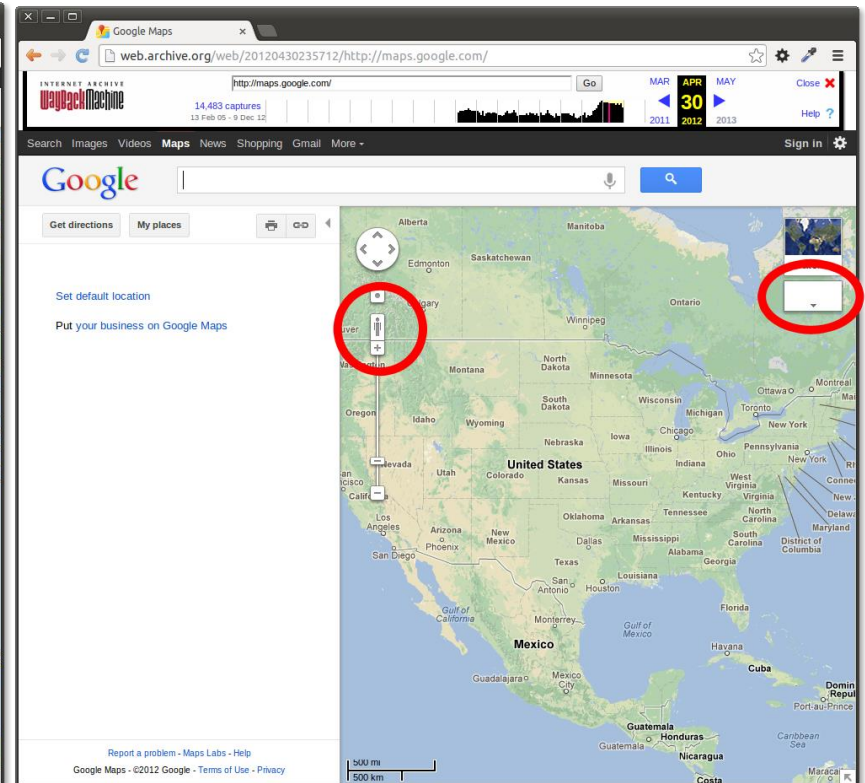 Google Maps
web.archive.org/web/20120430235712/http://maps.google.com/
INTERNET ARCHIVE
WayBackMachine
http://maps.google.com/
Go
14,483 captures
13 Feb 05 - 9 Dec 12
MAR APR MAY
30
2011 2012 2013
Close
Help ?
Search Images Videos Maps News Shopping Gmail More
Sign in
Google
Get directions My places
Set default location
Put your business on Google Maps
Report a problem - Maps Labs - Help
Google Maps - ©2012 Google - Terms of Use - Privacy
Alberta
Manitoba
Edmonton
Saskatchewan
Ontario
Winnipeg
Montana
North
Dakota
Minnesota
Ottawa
Montreal
South
Dakota
Wisconsin
Michigan
Toronto
Oregon
Idaho
Wyoming
New York
Chicago
Nebraska
Iowa
Illinois
Indiana
Ohio
Pennsylvania
New York
Nevada
Utah
United States
Colorado
Kansas
Missouri
West
Virginia
Kentucky
Virginia
Los
Angeles
Arizona
Phoenix
New
Mexico
Oklahoma
Arkansas
Tennessee
North
Carolina
Maryland
San Diego
Dallas
Mississippi
South
Carolina
District of
Columbia
Alabama
Georgia
Texas
Louisiana
San
Antonio
Houston
Gulf of
California
Monterrey
Gulf of
Mexico
Florida
Mexico
Havana
Cuba
Guadalajara
Mexico
City
Port-au-Prince
Guatemala
Honduras
Guatemala
Caribbean
Sea
Nicaragua
500 mi
500 km
Costa